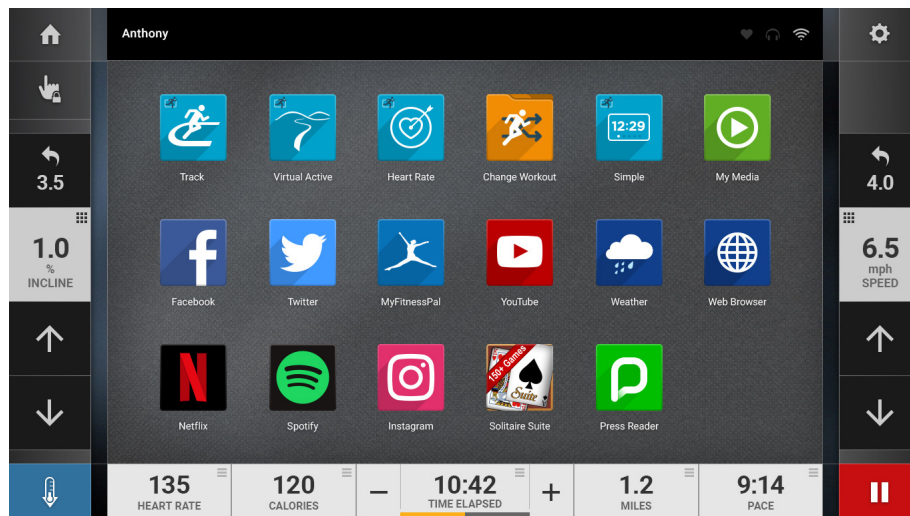 Anthony
3.5
1.0
%
INCLINE
Track
Virtual Active
Heart Rate
Change Workout
12:29
Simple
My Media
Facebook
Twitter
MyFitnessPal
YouTube
Weather
Web Browser
Netflix
Spotify
Instagram
150+ Games
Suite
Solitaire Suite
Press Reader
4.0
6.5
mph
SPEED
135
HEART RATE
120
CALORIES
10:42
TIME ELAPSED
1.2
MILES
9:14
PACE